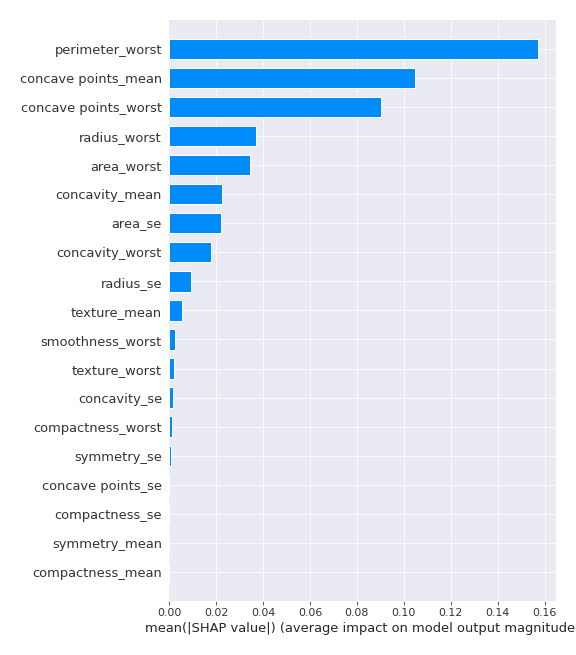 perimeter_worst
concave points_mean
concave points_worst
radius_worst
area_worst
concavity_mean
area_se
concavity_worst
radius_se
texture_mean
smoothness_worst
texture_worst
concavity_se
compactness_worst
symmetry_se
concave points_se
compactness_se
symmetry_mean
compactness_mean
0.00 0.02 0.04 0.06 0.08 0.10 0.12 0.14 0.16
mean(|SHAP value|) (average impact on model output magnitude